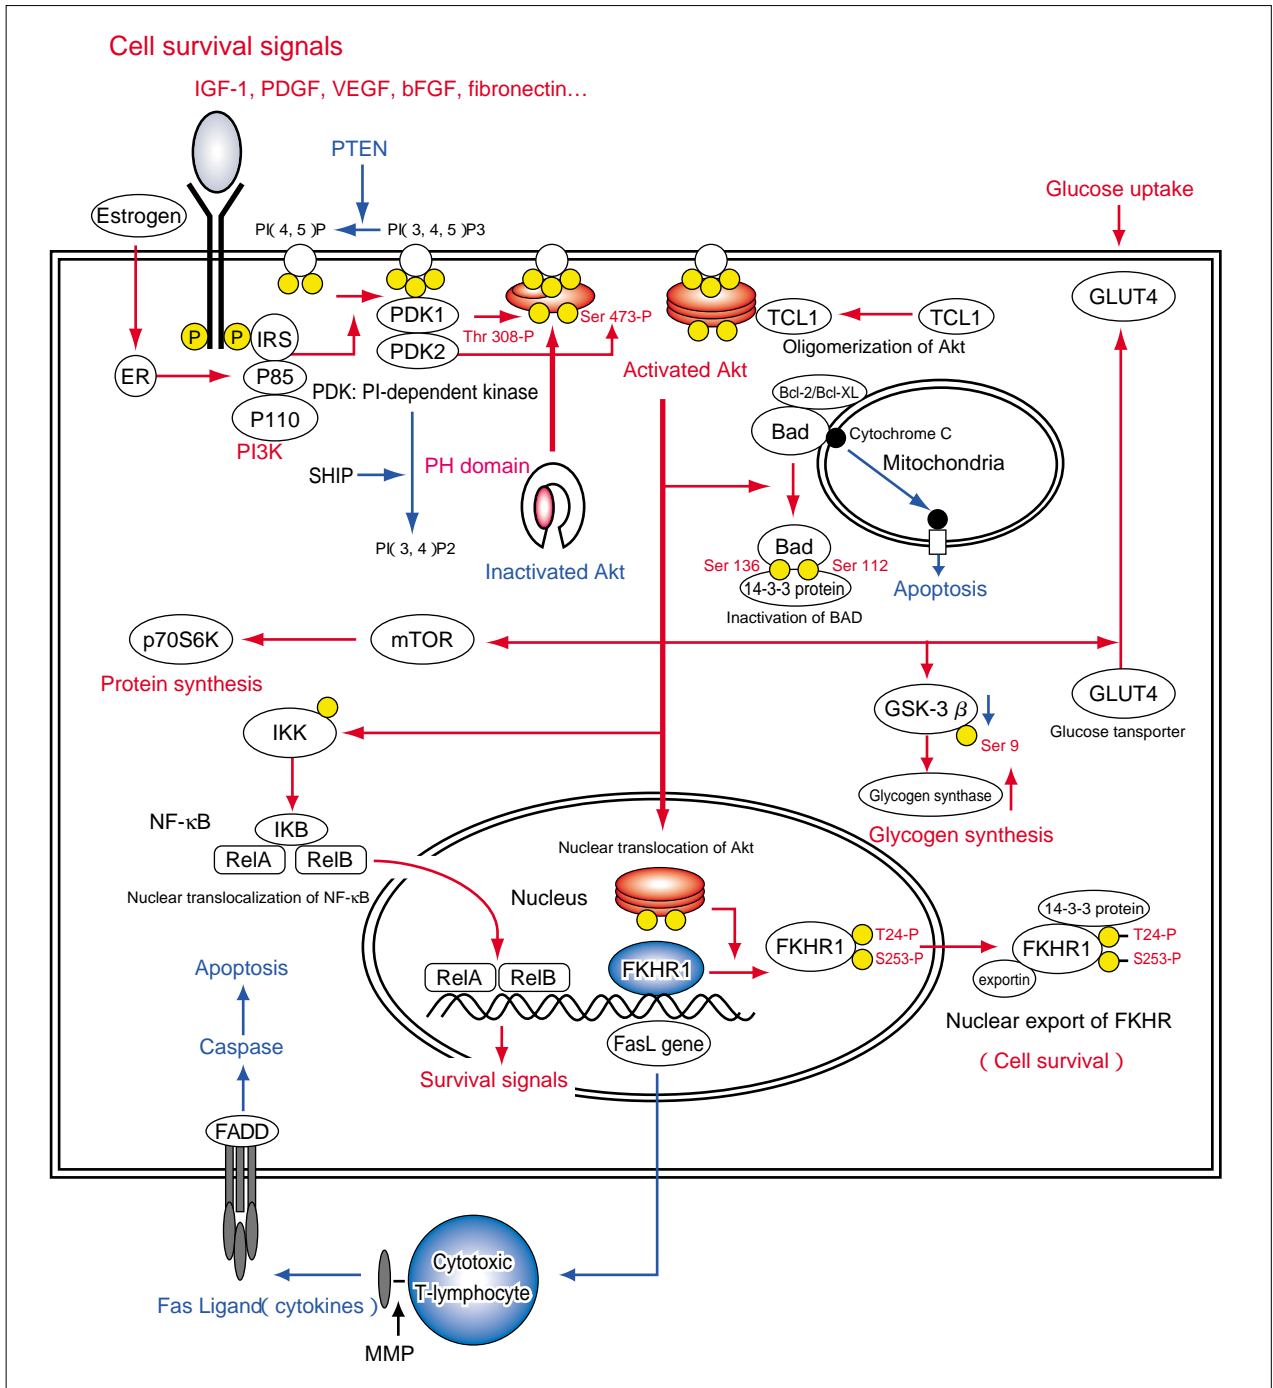 Cell survival signals
IGF-1, PDGF, VEGF, bFGF, fibronectin…
PTEN
Glucose uptake
Estrogen
PI( 4, 5 )P
PI( 3, 4, 5 )P3
GLUT4
PDK1
Ser 473-P
TCL1
TCL1
P
P
IRS
Thr 308-P
Oligomerization of Akt
PDK2
ER
P85
Activated Akt
PDK: PI-dependent kinase
Bcl-2/Bcl-XL
P110
Bad
Cytochrome C
PI3K
Mitochondria
SHIP
PH domain
PI( 3, 4 )P2
Bad
Inactivated Akt
Ser 136
Ser 112
14-3-3 protein
Apoptosis
Inactivation of BAD
p70S6K
mTOR
Protein synthesis
GLUT4
GSK-3 β
IKK
Glucose tansporter
Ser 9
Glycogen synthase
NF-κB
IKB
Glycogen synthesis
RelA
RelB
Nuclear translocation of Akt
Nuclear translocalization of NF-κB
Nucleus
14-3-3 protein
T24-P
T24-P
FKHR1
FKHR1
S253-P
S253-P
Apoptosis
RelA
RelB
FKHR1
exportin
Nuclear export of FKHR
Caspase
FasL gene
( Cell survival )
Survival signals
FADD
Cytotoxic
T-lymphocyte
Fas Ligand( cytokines )
MMP